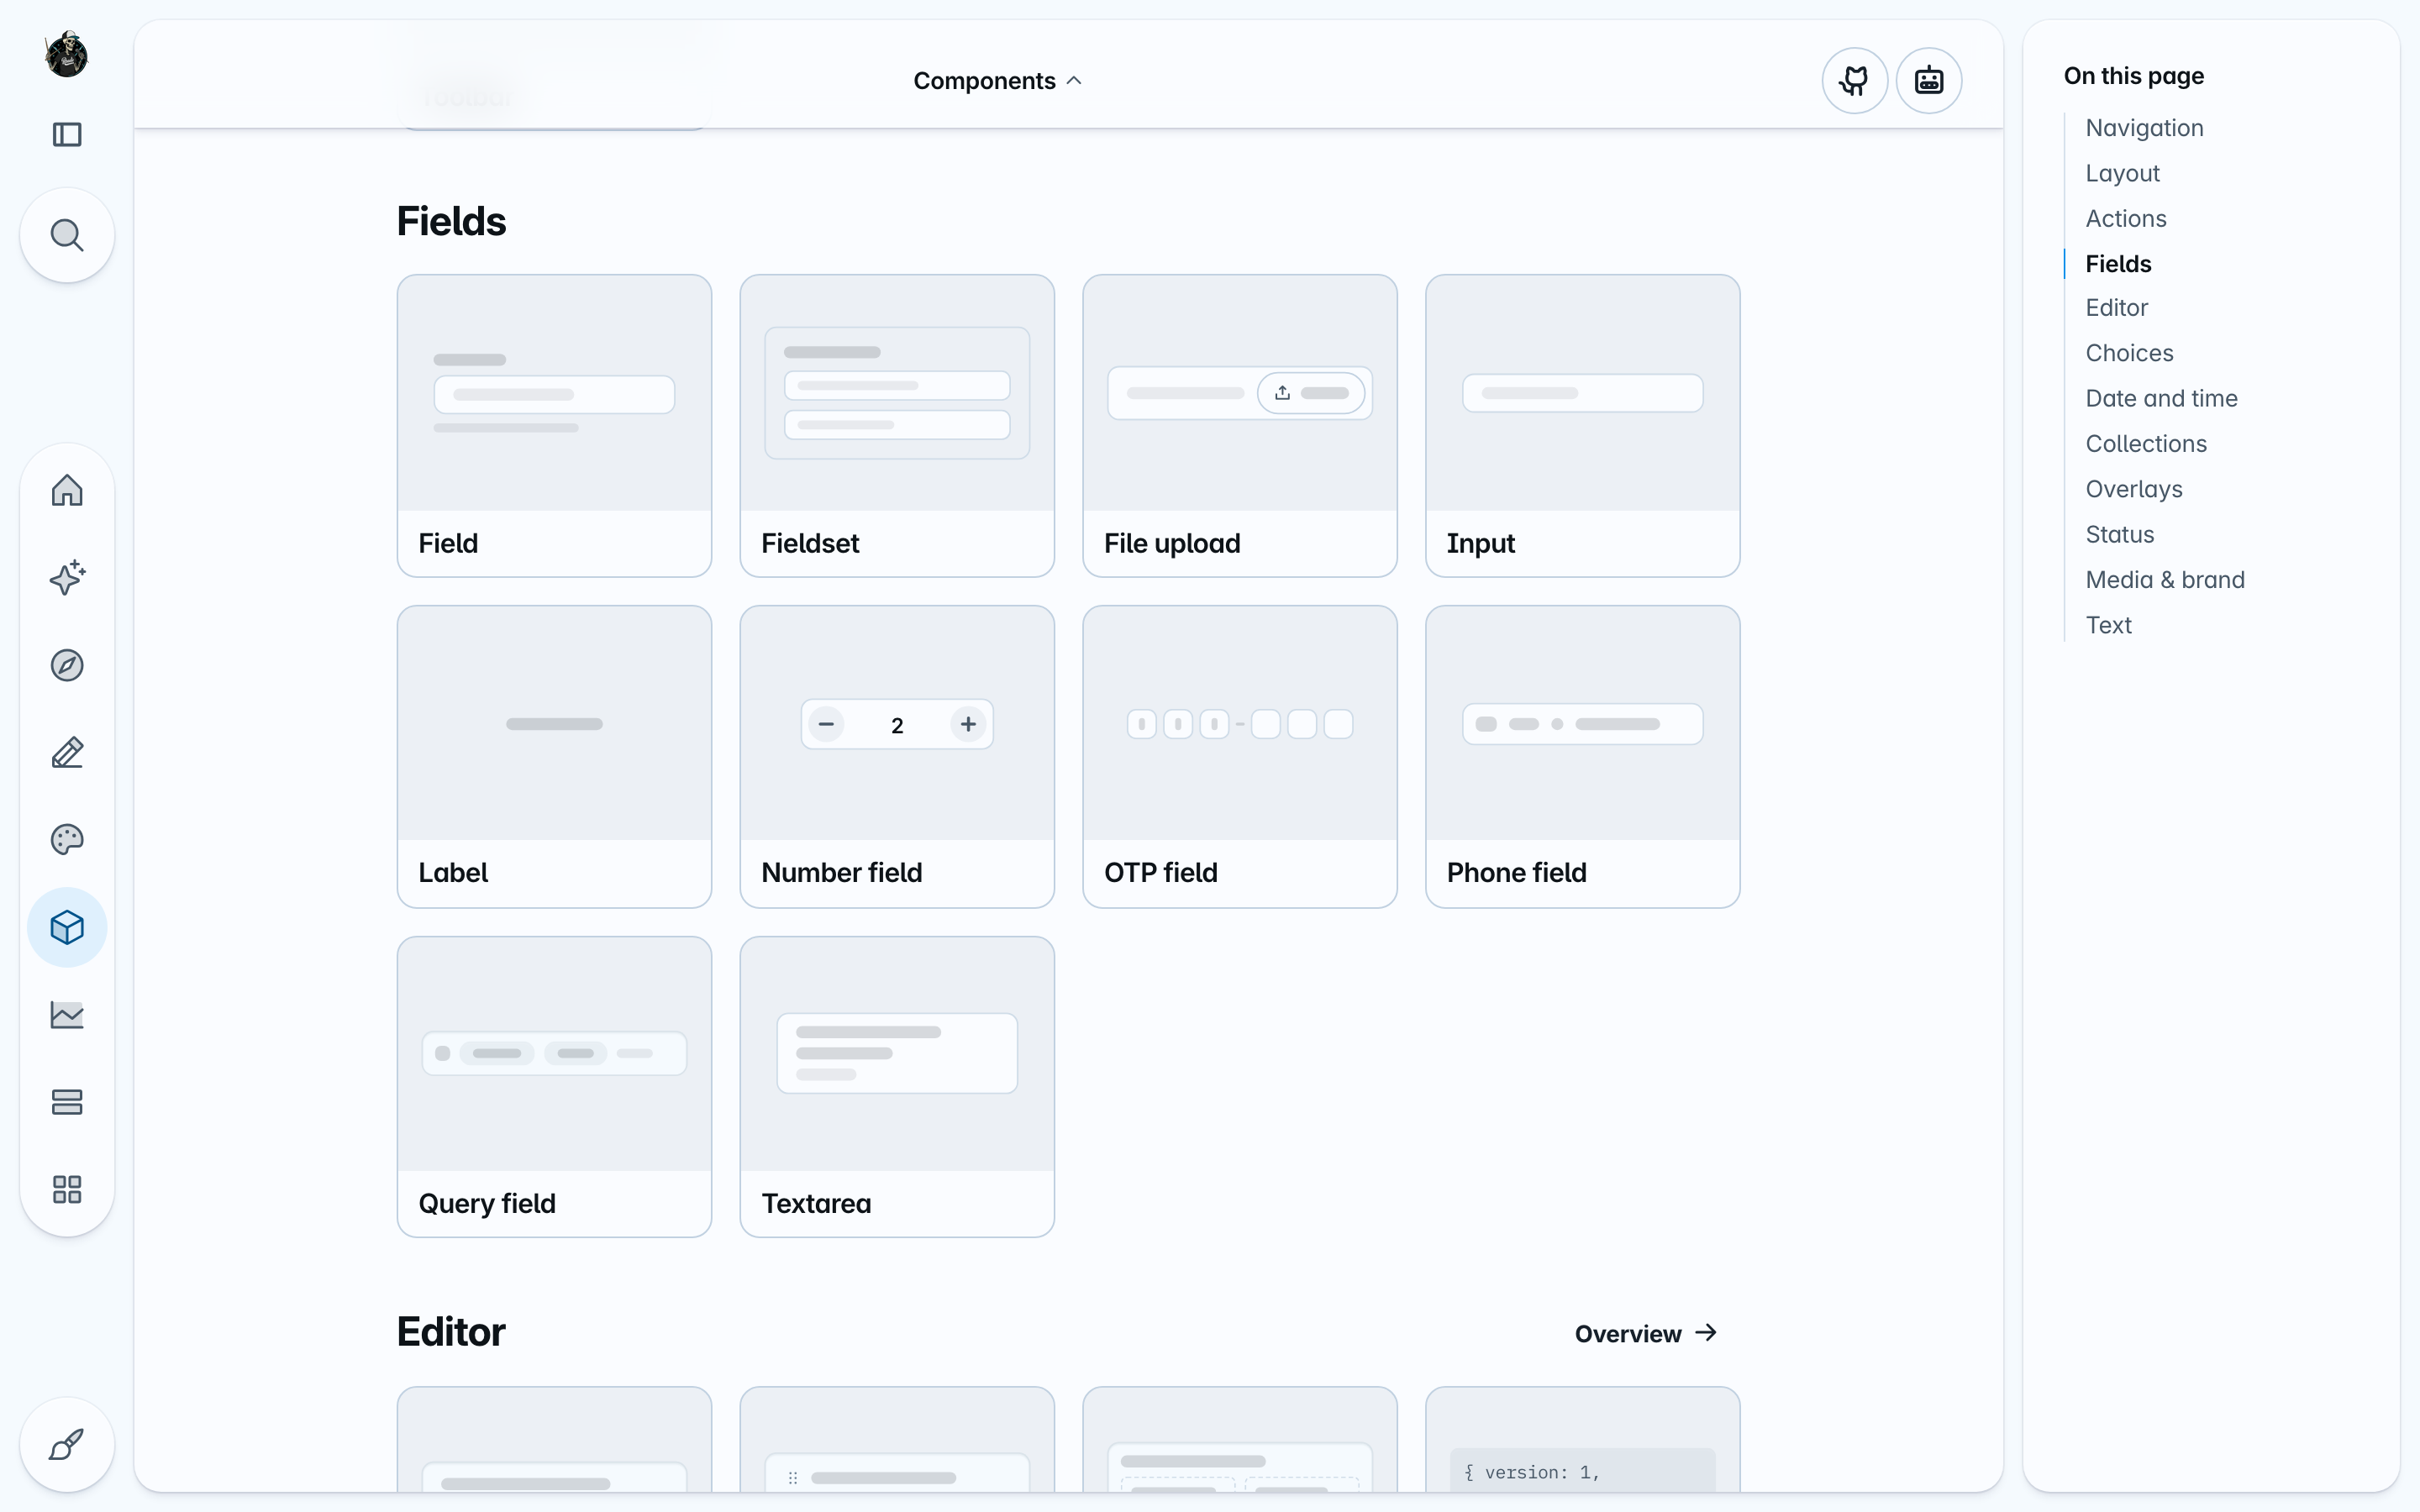 Components
Toolbar
Fields
Field
Fieldset
File upload
Input
Label
2
Number field
OTP field
Phone field
Query field
Textarea
Editor
Overview
{ version: 1,
On this page
Navigation
Layout
Actions
Fields
Editor
Choices
Date and time
Collections
Overlays
Status
Media & brand
Text